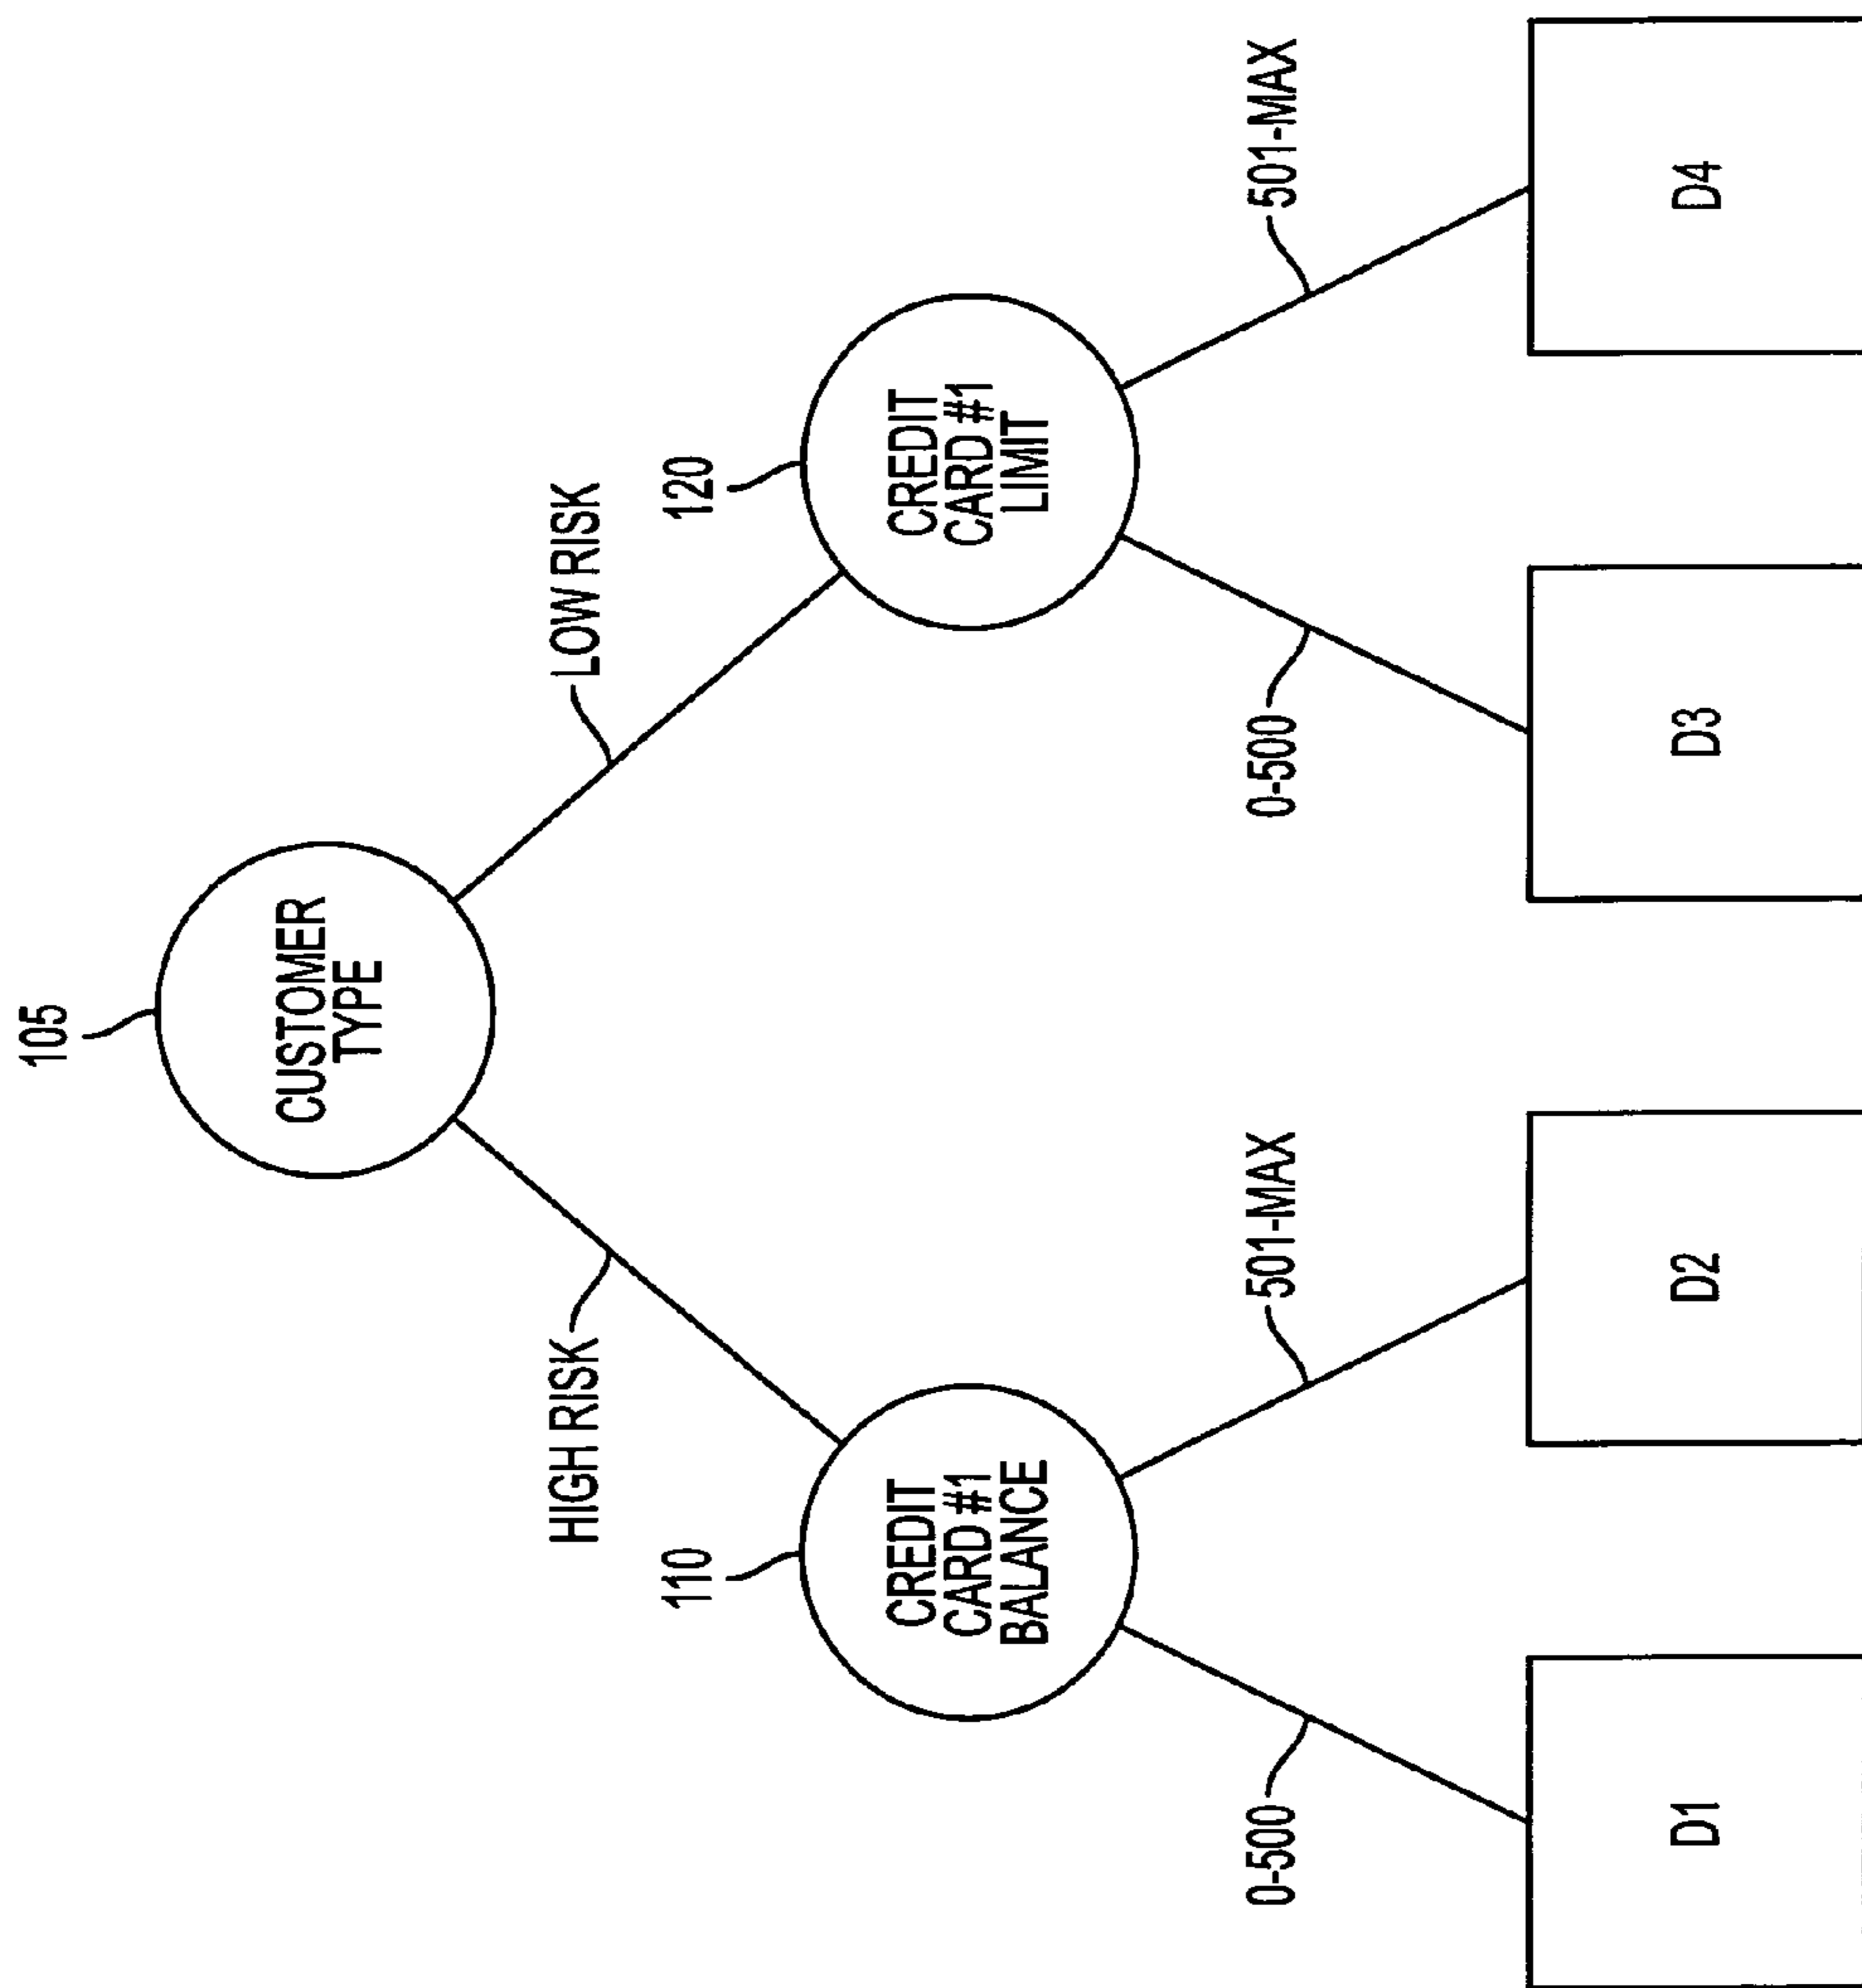 105
CUSTOMER
TYPE
HIGH RISK
LOW RISK
110
CREDIT
CARD #1
BALANCE
120
CREDIT
CARD #1
LIMIT
0-500
501-MAX
0-500
501-MAX
D1
D2
D3
D4